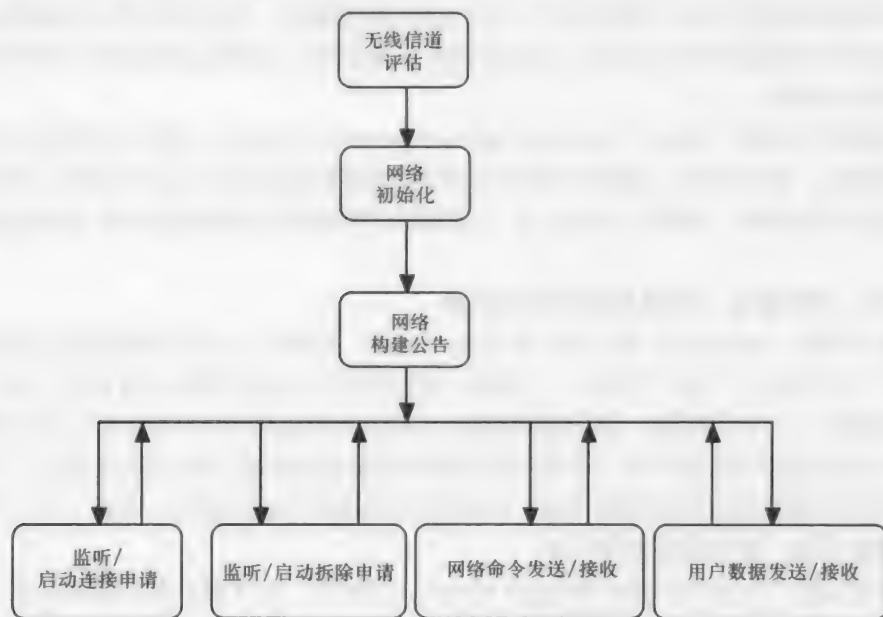 无线信道
评估
网络
初始化
网络
构建公告
监听/
启动连接申请
监听/启动拆除申请
网络命令发送/接收
用户数据发送/接收